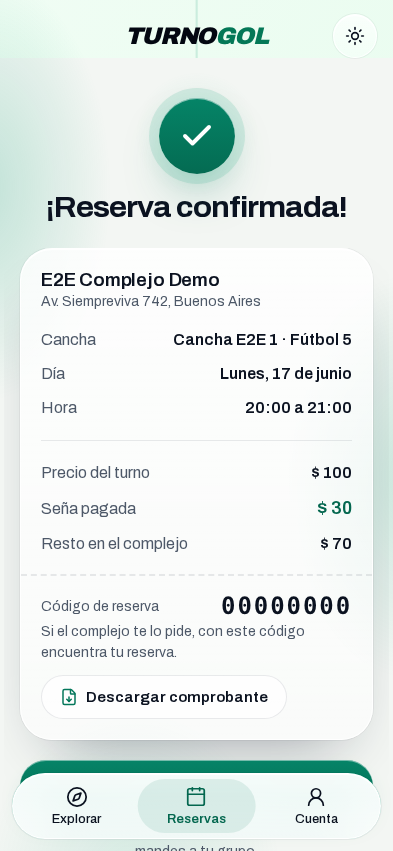 TURNOGOL
¡Reserva confirmada!
E2E Complejo Demo
Av. Siempreviva 742, Buenos Aires
Cancha Cancha E2E 1 · Fútbol 5
Día Lunes, 17 de junio
Hora 20:00 a 21:00
Precio del turno $ 100
Seña pagada $ 30
Resto en el complejo $ 70
Código de reserva 00000000
Si el complejo te lo pide, con este código
encuentra tu reserva.
Descargar comprobante
Explorar Reservas Cuenta
mandes a tu grupo